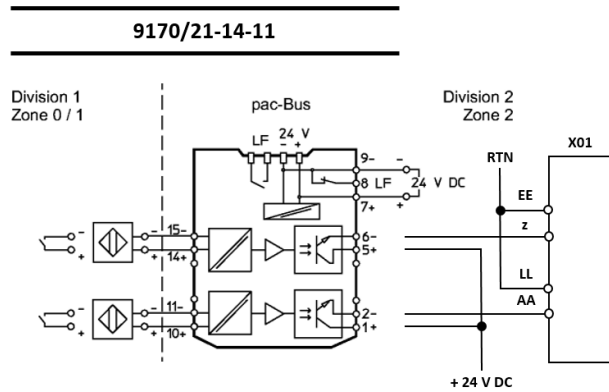 9170/21-14-11
Division 1
Zone 0 / 1
pac-Bus
Division 2
Zone 2
X01
LF 24 V
- +
RTN
9- -
8 LF 24 V DC
7+ +
EE
z
- - 15- 6-
+ + 14+ 5+
LL
AA
- - 11- 2-
+ + 10+ 1+
+ 24 V DC